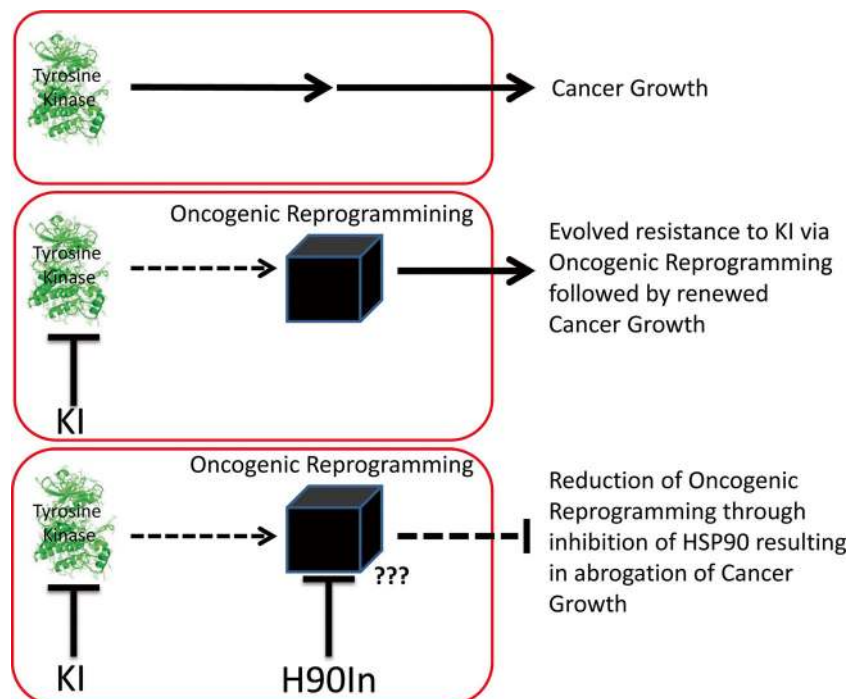 Tyrosine
Kinase
Cancer Growth
Oncogenic Reprogrammining
Tyrosine
Kinase
KI
Evolved resistance to KI via
Oncogenic Reprogramming
followed by renewed
Cancer Growth
Oncogenic Reprogramming
Tyrosine
Kinase
???
KI
H90In
Reduction of Oncogenic
Reprogramming through
inhibition of HSP90 resulting
in abrogation of Cancer
Growth